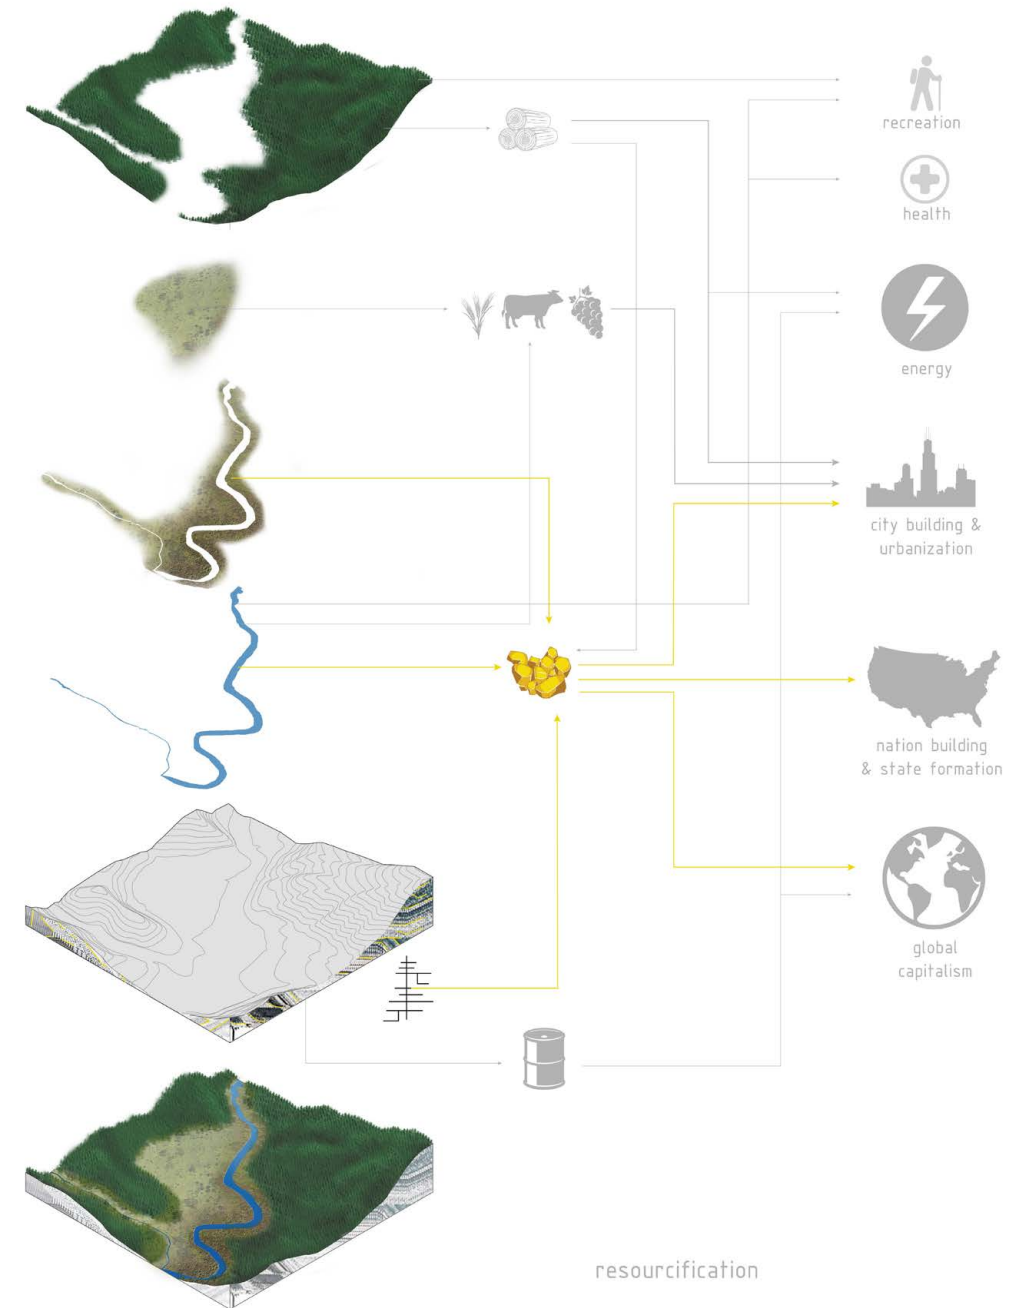 recreation
health
energy
city building &
urbanization
nation building
& state formation
global
capitalism
resourcification